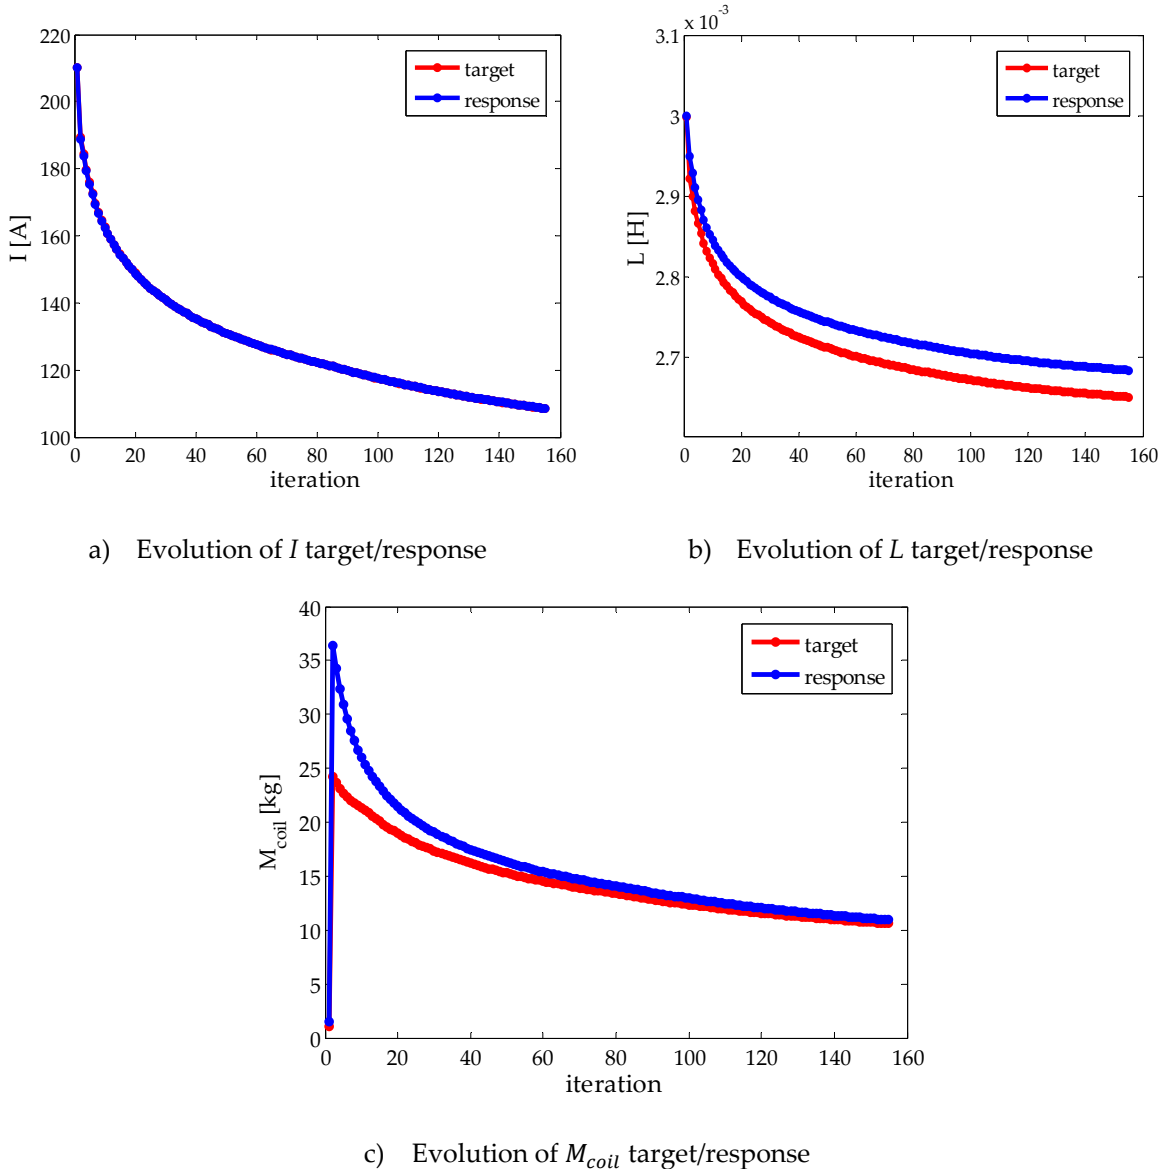 220
200
180
160
140
120
100
I [A]
target
response
0 20 40 60 80 100 120 140 160
iteration
a) Evolution of I target/response
x 10⁻³
3.1
3
2.9
2.8
2.7
L [H]
target
response
0 20 40 60 80 100 120 140 160
iteration
b) Evolution of L target/response
40
35
30
25
20
15
10
5
0
M_coil [kg]
target
response
0 20 40 60 80 100 120 140 160
iteration
c) Evolution of M_coil target/response